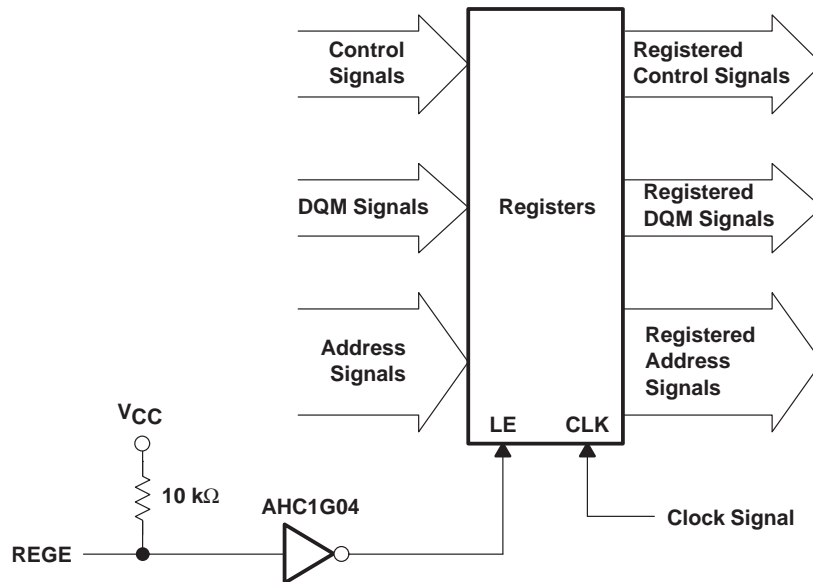 Control
Signals
Registered
Control Signals
DQM Signals
Registers
Registered
DQM Signals
Address
Signals
Registered
Address
Signals
VCC
LE
CLK
10 kΩ
AHC1G04
Clock Signal
REGE